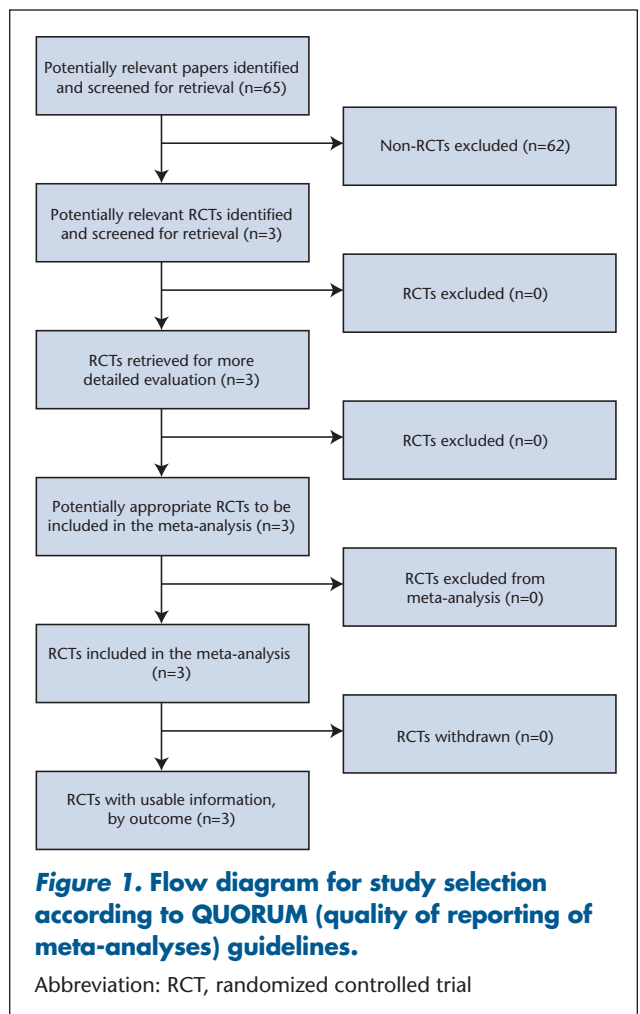 Potentially relevant papers identified
and screened for retrieval (n=65)
Non-RCTs excluded (n=62)
Potentially relevant RCTs identified
and screened for retrieval (n=3)
RCTs excluded (n=0)
RCTs retrieved for more
detailed evaluation (n=3)
RCTs excluded (n=0)
Potentially appropriate RCTs to be
included in the meta-analysis (n=3)
RCTs excluded from
meta-analysis (n=0)
RCTs included in the meta-analysis
(n=3)
RCTs withdrawn (n=0)
RCTs with usable information,
by outcome (n=3)
Figure 1. Flow diagram for study selection
according to QUORUM (quality of reporting of
meta-analyses) guidelines.
Abbreviation: RCT, randomized controlled trial